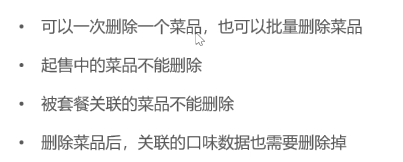 • 可以一次删除一个菜品，也可以批量删除菜品
• 起售中的菜品不能删除
• 被套餐关联的菜品不能删除
• 删除菜品后，关联的口味数据也需要删除掉